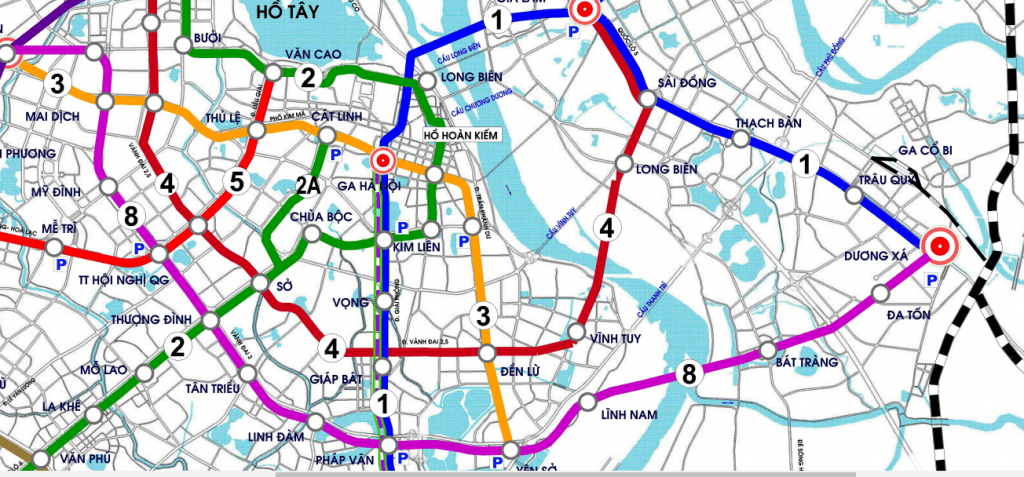 HỒ TÂY
GIA LÂM
1
P
BƯỞI
VĂN CAO
2
LONG BIÊN
CẦU LONG BIÊN
CẦU CHƯƠNG DƯƠNG
QUỐC LỘ 5
CẦU PHÙ ĐỔNG
SÀI ĐỒNG
3
MAI DỊCH
THỦ LỆ
PHỐ KIM MÃ
CÁT LINH
P
HỒ HOÀN KIẾM
THẠCH BÀN
GA CỔ BI
PHƯƠNG
VÀNH ĐAI 2,5
4
5
2A
GA HÀ NỘI
LONG BIÊN
1
TRÂU QUỲ
MỸ ĐÌNH
8
CHÙA BỘC
Đ. TRẦN KHÁNH DƯ
P
P
KIM LIÊN
CẦU VĨNH TUY
4
MỄ TRÌ
HOÀ LẠC
P
P
TT HỘI NGHỊ QG
DƯƠNG XÁ
P
SỞ
VỌNG
Đ. GIẢI PHÓNG
CẦU THANH TRÌ
ĐA TỐN
THƯỢNG ĐÌNH
2
VÀNH ĐAI 3
4
Đ. VÀNH ĐAI 2,5
3
VĨNH TUY
MỖ LAO
TÂN TRIỀU
GIÁP BÁT
ĐỀN LỪ
8
BÁT TRÀNG
LA KHÊ
1
LĨNH NAM
LINH ĐÀM
VĂN PHÚ
PHÁP VÂN
P
P
YÊN SỞ